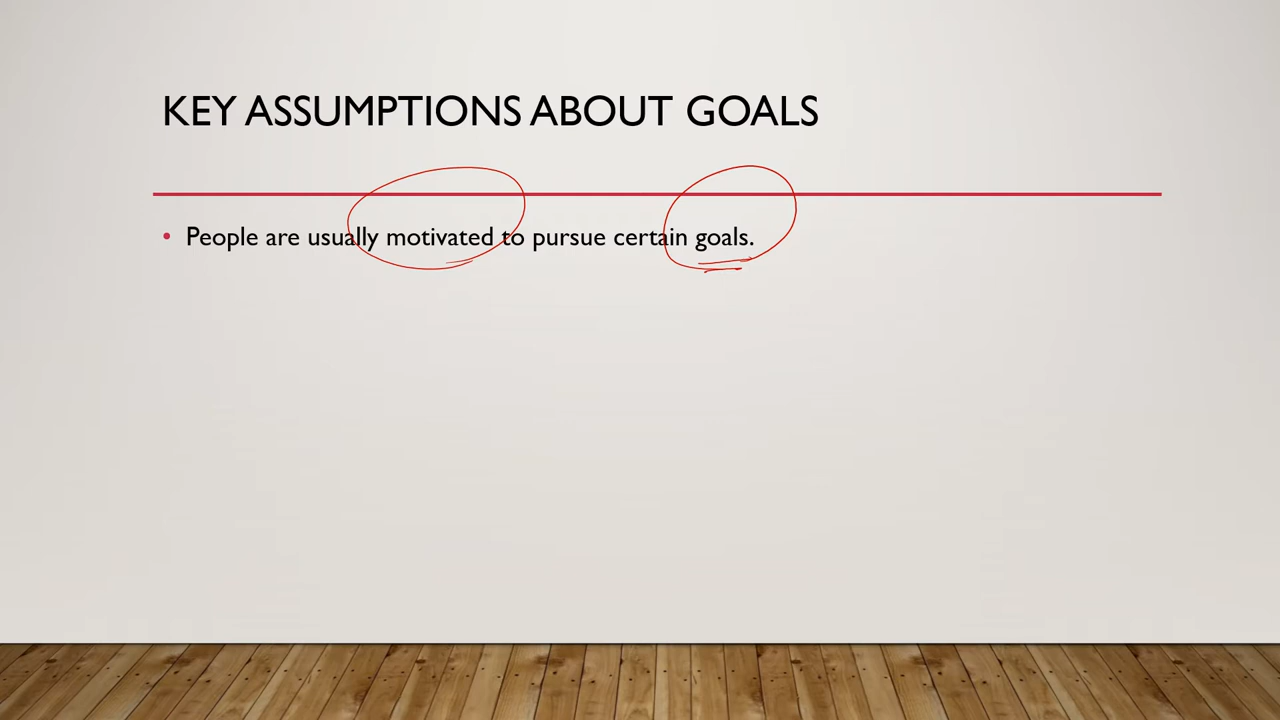 KEY ASSUMPTIONS ABOUT GOALS
• People are usually motivated to pursue certain goals.